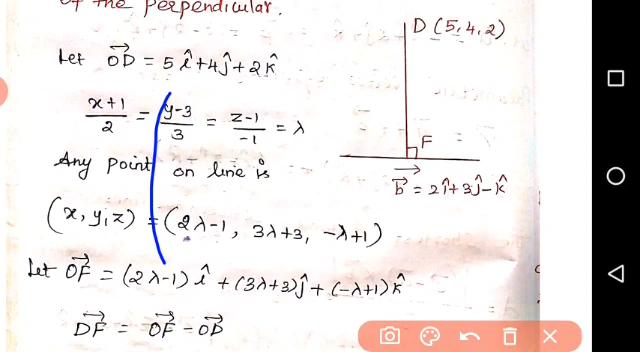 of the perpendicular.
D (5, 4, 2)
Let OD⃗ = 5î + 4ĵ + 2k̂
(x+1)/2 = (y-3)/3 = (z-1)/-1 = λ
F
Any point on line is
b⃗ = 2î + 3ĵ - k̂
(x, y, z) = (2λ-1, 3λ+3, -λ+1)
Let OF⃗ = (2λ-1) î + (3λ+3) ĵ + (-λ+1) k̂
DF⃗ = OF⃗ - OD⃗